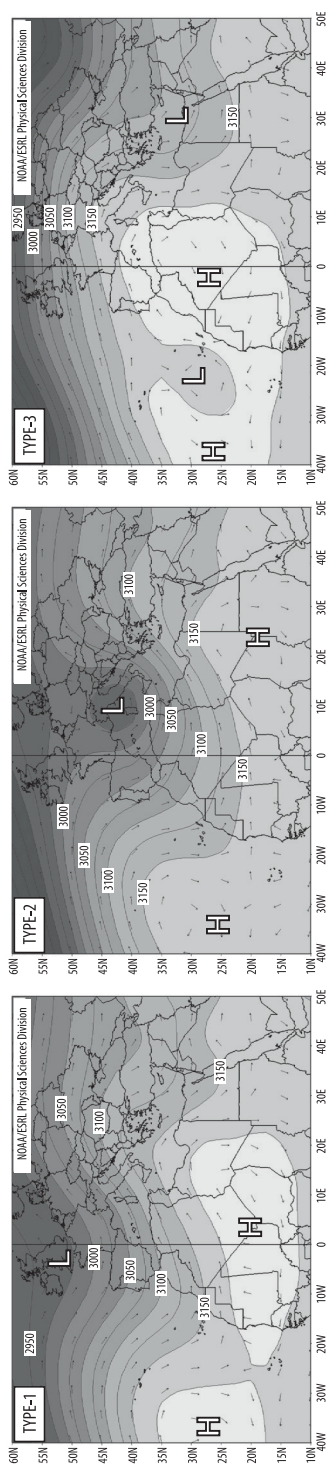 TYPE-1
NOAA/ESRL Physical Sciences Division
60N
55N
50N
45N
40N
35N
30N
25N
20N
15N
10N
2950
3050
L
3000
3100
3050
3100
3150
3150
H
H
40W 30W 20W 10W 0 10E 20E 30E 40E 50E
TYPE-2
NOAA/ESRL Physical Sciences Division
60N
55N
50N
45N
40N
35N
30N
25N
20N
15N
10N
3000
3050
3100
L
3100
3150
3000
3050
3100
3150
3150
H
H
40W 30W 20W 10W 0 10E 20E 30E 40E 50E
TYPE-3
NOAA/ESRL Physical Sciences Division
60N
55N
50N
45N
40N
35N
30N
25N
20N
15N
10N
2950
3000
3050
3100
3150
L
L
H
H
3150
40W 30W 20W 10W 0 10E 20E 30E 40E 50E